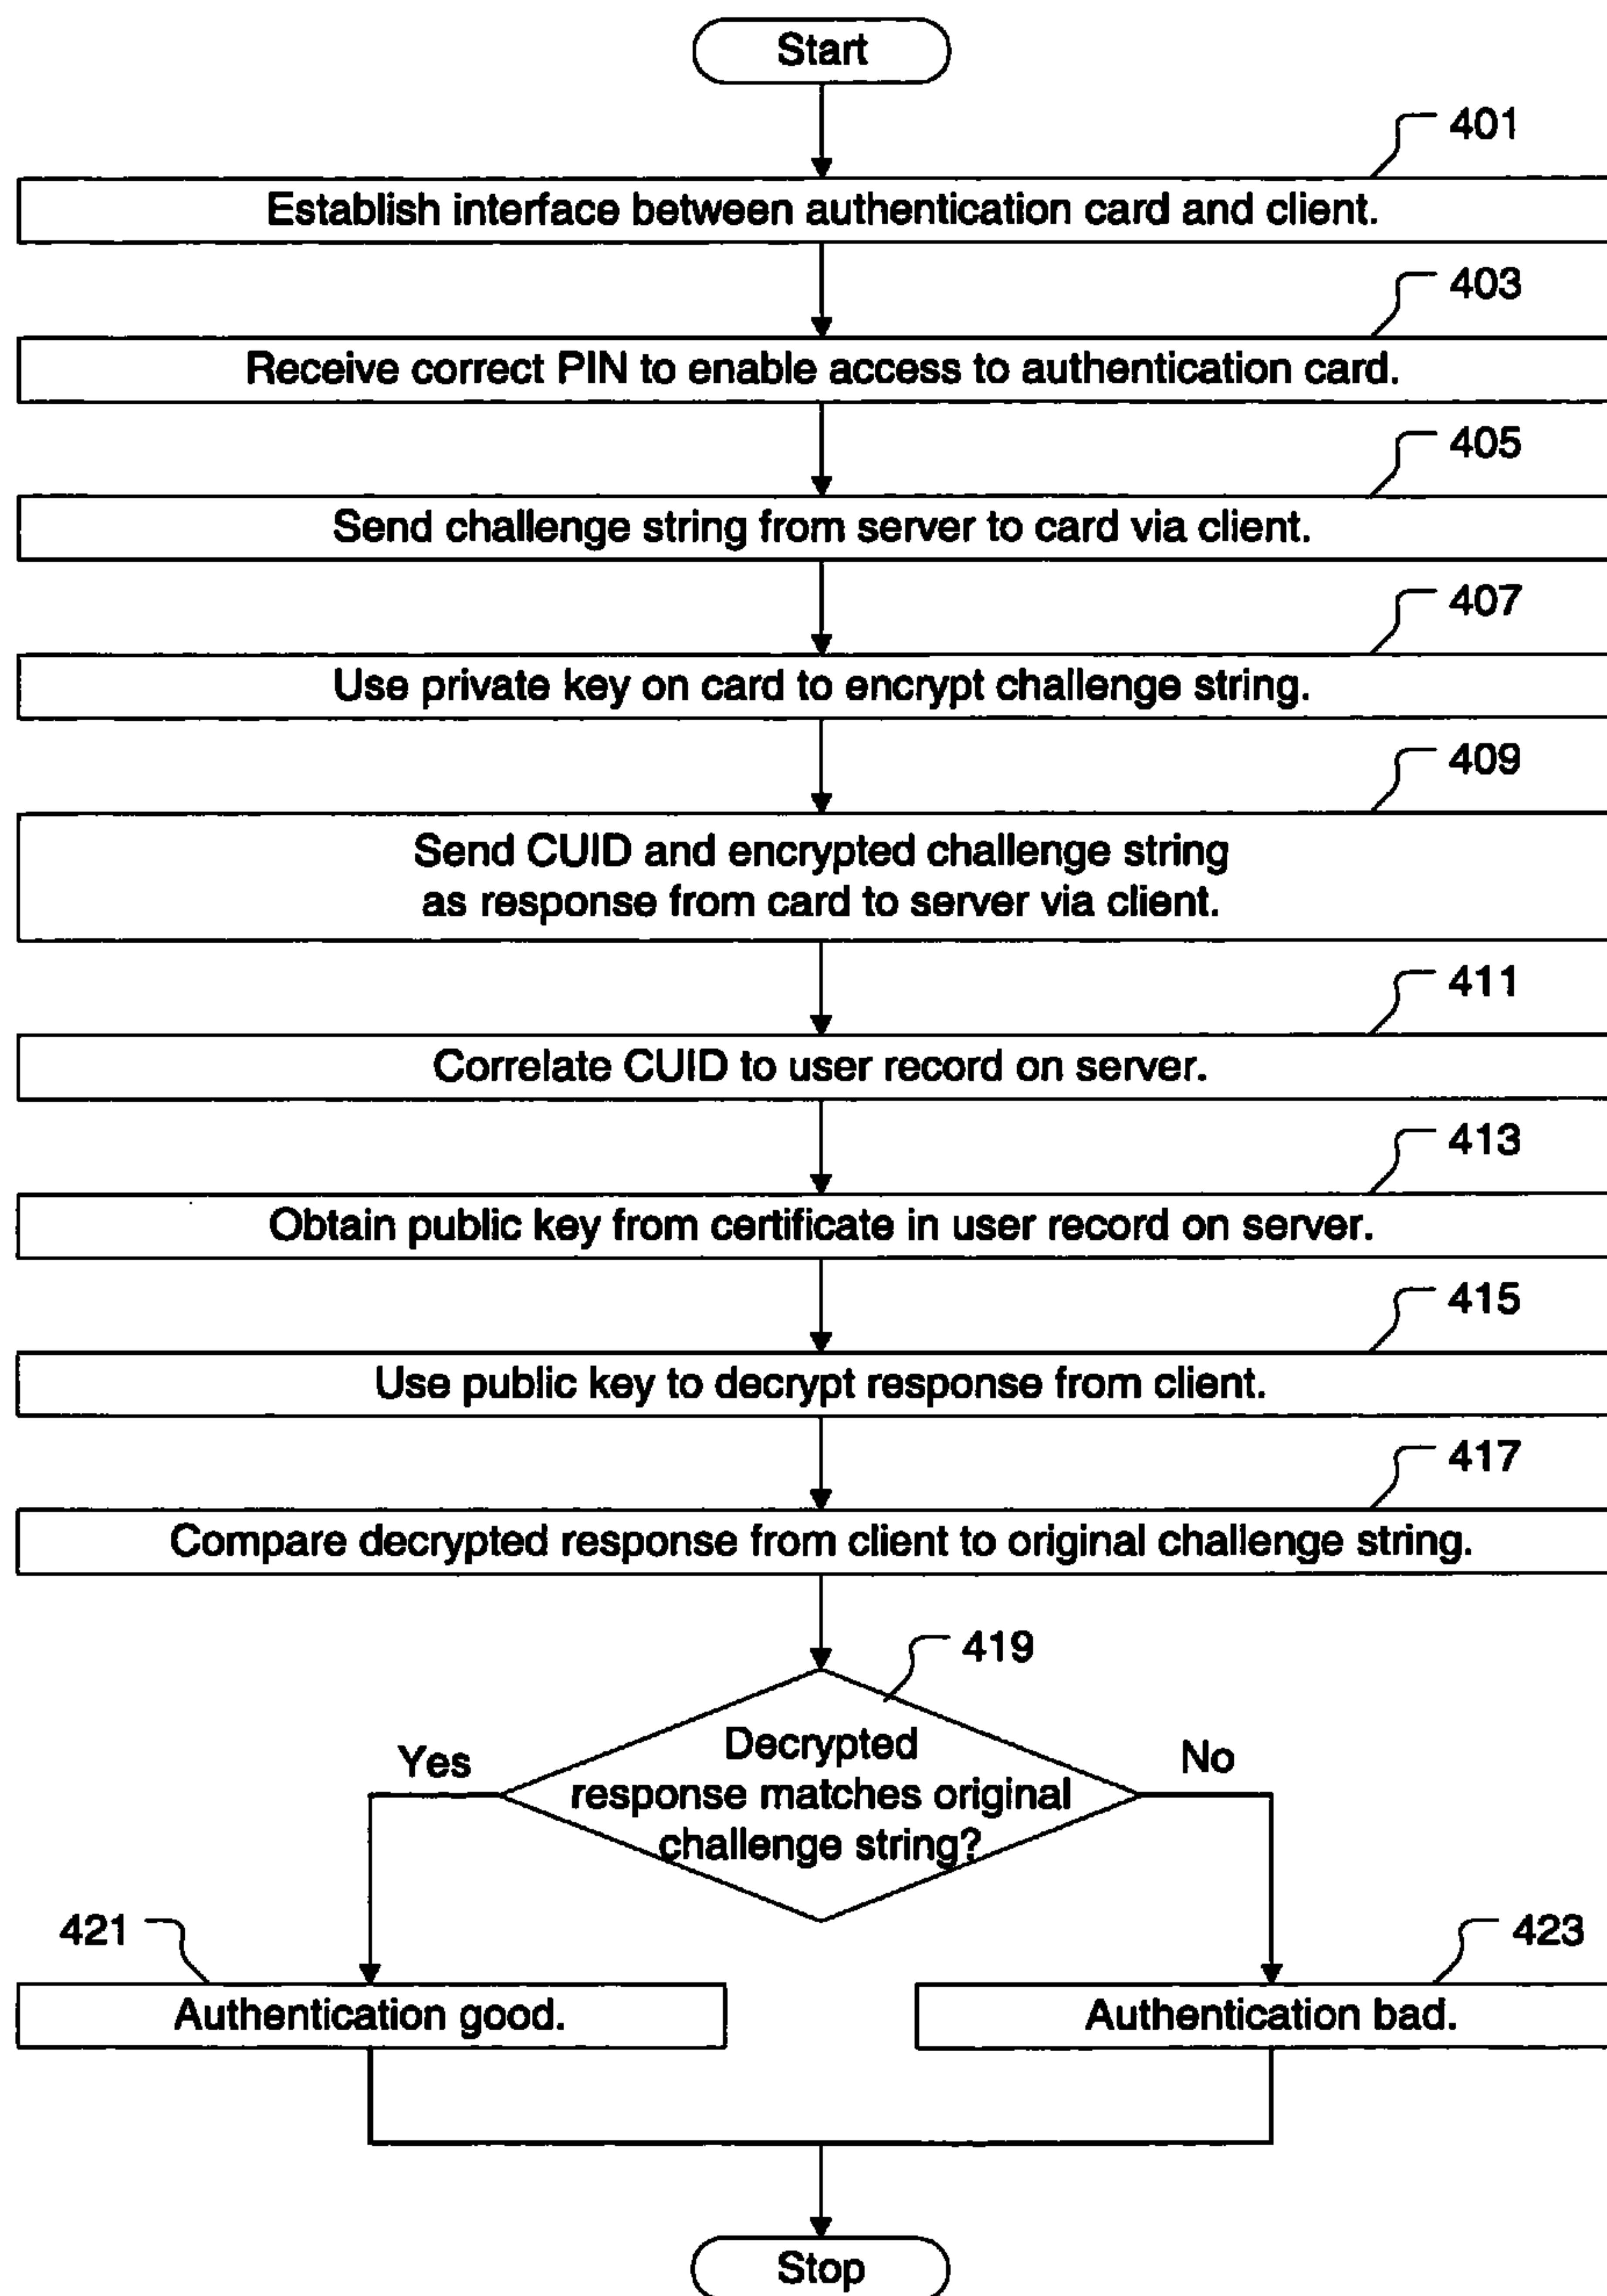 Start
401
Establish interface between authentication card and client.
403
Receive correct PIN to enable access to authentication card.
405
Send challenge string from server to card via client.
407
Use private key on card to encrypt challenge string.
409
Send CUID and encrypted challenge string
as response from card to server via client.
411
Correlate CUID to user record on server.
413
Obtain public key from certificate in user record on server.
415
Use public key to decrypt response from client.
417
Compare decrypted response from client to original challenge string.
419
Decrypted
response matches original
challenge string?
Yes
No
421
423
Authentication good.
Authentication bad.
Stop